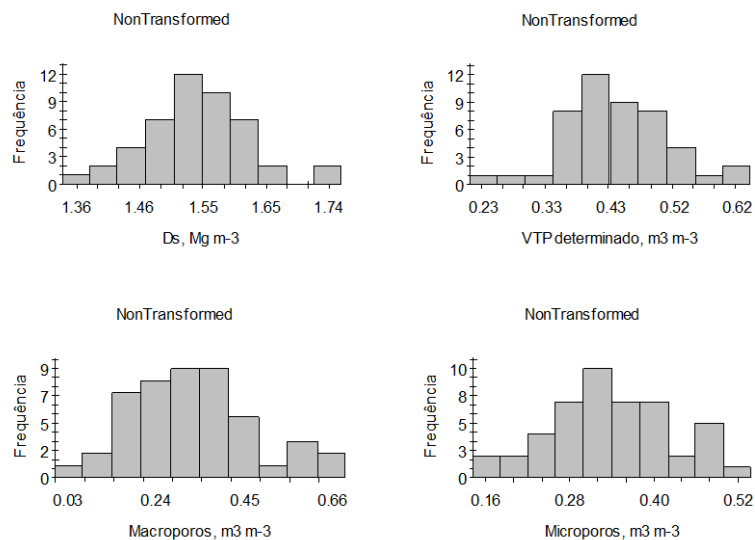 NonTransformed
Frequência
12
9
6
3
0
1.36 1.46 1.55 1.65 1.74
Ds, Mg m-3
NonTransformed
Frequência
12
9
6
3
0
0.23 0.33 0.43 0.52 0.62
VTP determinado, m3 m-3
NonTransformed
Frequência
9
7
5
2
0
0.03 0.24 0.45 0.66
Macroporos, m3 m-3
NonTransformed
Frequência
10
8
5
3
0
0.16 0.28 0.40 0.52
Microporos, m3 m-3